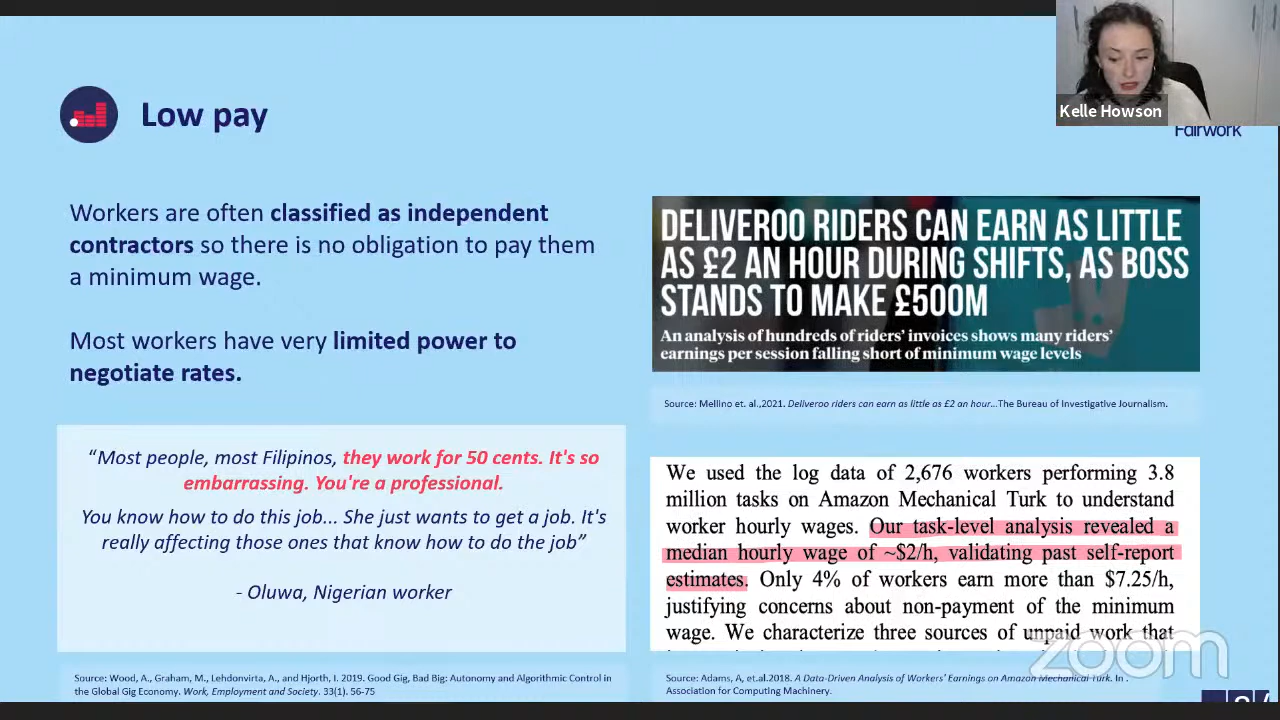 Low pay
Kelle Howson
Fairwork
Workers are often classified as independent
contractors so there is no obligation to pay them
a minimum wage.
Most workers have very limited power to
negotiate rates.
“Most people, most Filipinos, they work for 50 cents. It's so
embarrassing. You're a professional.
You know how to do this job... She just wants to get a job. It's
really affecting those ones that know how to do the job”
- Oluwa, Nigerian worker
Source: Wood, A., Graham, M., Lehdonvirta, A., and Hjorth, I. 2019. Good Gig, Bad Big: Autonomy and Algorithmic Control in
the Global Gig Economy. Work, Employment and Society. 33(1). 56-75
DELIVEROO RIDERS CAN EARN AS LITTLE
AS £2 AN HOUR DURING SHIFTS, AS BOSS
STANDS TO MAKE £500M
An analysis of hundreds of riders’ invoices shows many riders’
earnings per session falling short of minimum wage levels
Source: Mellino et. al.,2021. Deliveroo riders can earn as little as £2 an hour...The Bureau of Investigative Journalism.
We used the log data of 2,676 workers performing 3.8
million tasks on Amazon Mechanical Turk to understand
worker hourly wages. Our task-level analysis revealed a
median hourly wage of ~$2/h, validating past self-report
estimates. Only 4% of workers earn more than $7.25/h,
justifying concerns about non-payment of the minimum
wage. We characterize three sources of unpaid work that
zoom
Source: Adams, A, et.al.2018. A Data-Driven Analysis of Workers’ Earnings on Amazon Mechanical Turk. In .
Association for Computing Machinery.